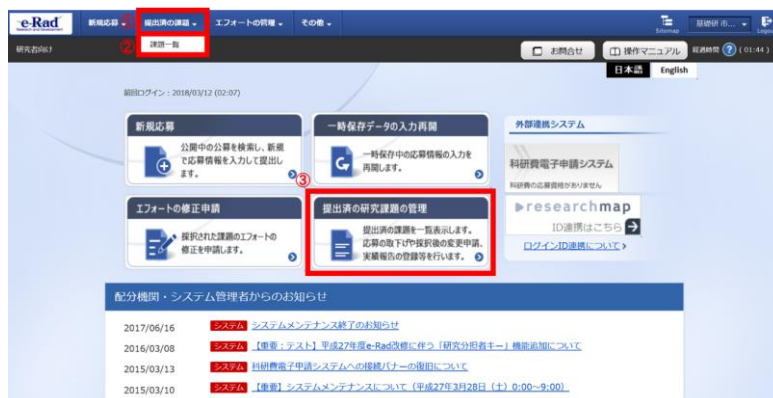 e-Rad
新規応募
①
提出済の課題
エフォートの管理
その他
Sitemap
基礎研 市...
Logout
研究者向け
②
課題一覧
お問合せ
操作マニュアル
経過時間 ? ( 01:44 )
日本語
English
前回ログイン : 2018/03/12 (02:07)
新規応募
公開中の公募を検索し、新規
で応募情報を入力して提出し
ます。
一時保存データの入力再開
一時保存中の応募情報の入力を
再開します。
外部連携システム
科研費電子申請システム
科研費の応募資格がありません
③
エフォートの修正申請
採択された課題のエフォートの
修正を申請します。
提出済の研究課題の管理
提出済の課題を一覧表示します。
応募の取下げや採択後の変更申請、
実績報告の登録等を行います。
researchmap
ID連携はこちら
ログインID連携について
配分機関・システム管理者からのお知らせ
2017/06/16 システム システムメンテナンス終了のお知らせ
2016/03/08 システム 【重要：テスト】平成27年度e-Rad改修に伴う「研究分担者キー」機能追加について
2015/03/13 システム 科研費電子申請システムへの接続バナーの復旧について
2015/03/10 システム 【重要】システムメンテナンスについて（平成27年3月28日（土）0:00～9:00）